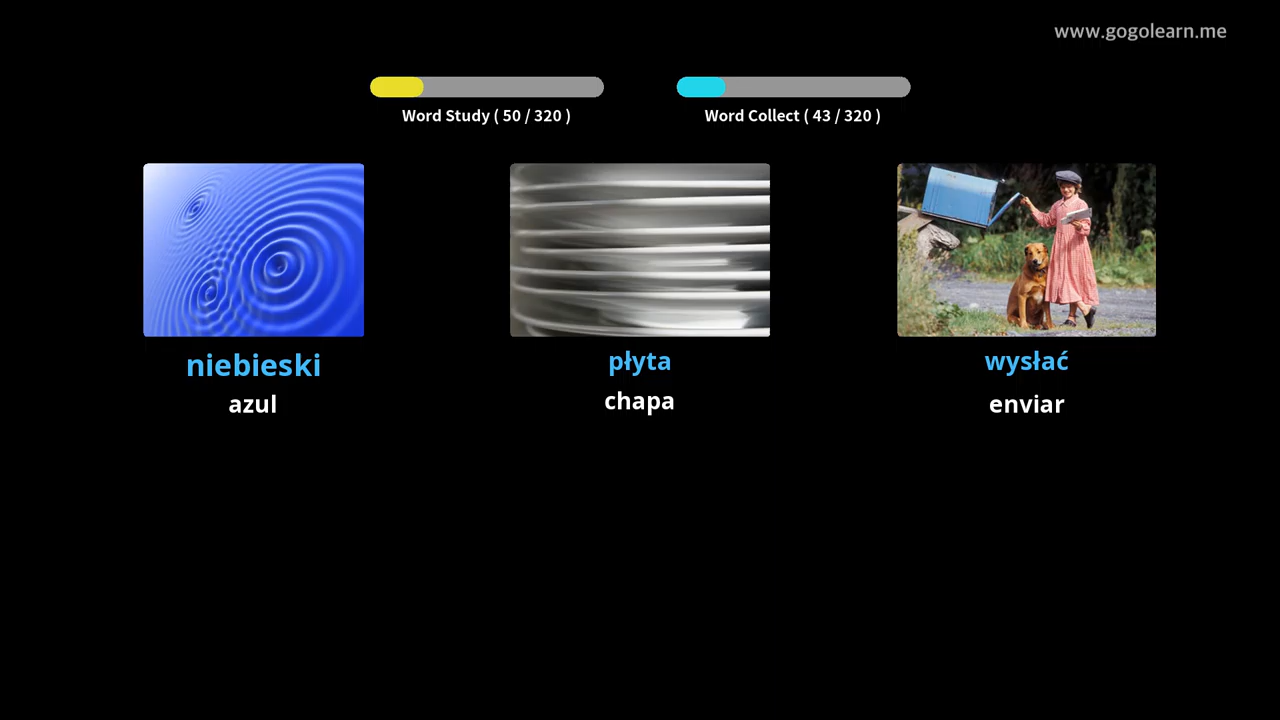 www.gogolearn.me
Word Study ( 50 / 320 )
Word Collect ( 43 / 320 )
niebieski
azul
płyta
chapa
wysłać
enviar